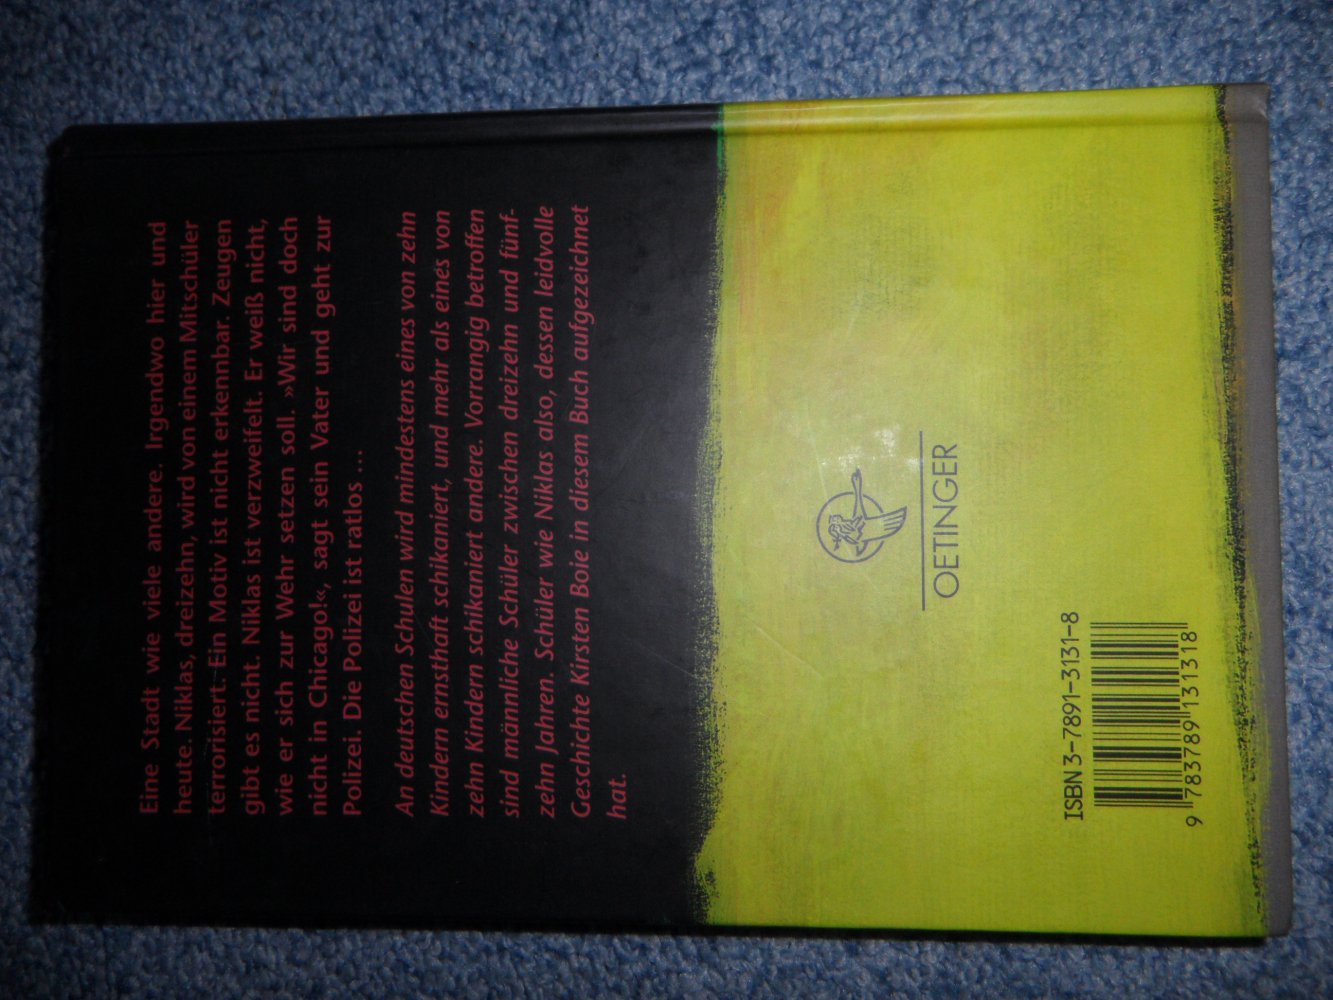 Eine Stadt wie viele andere. Irgendwo hier und
heute. Niklas, dreizehn, wird von einem Mitschüler
terrorisiert. Ein Motiv ist nicht erkennbar. Zeugen
gibt es nicht. Niklas ist verzweifelt. Er weiß nicht,
wie er sich zur Wehr setzen soll. »Wir sind doch
nicht in Chicago!«, sagt sein Vater und geht zur
Polizei. Die Polizei ist ratlos ...
An deutschen Schulen wird mindestens eines von zehn
Kindern ernsthaft schikaniert, und mehr als eines von
zehn Kindern schikaniert andere. Vorrangig betroffen
sind männliche Schüler zwischen dreizehn und fünf-
zehn Jahren. Schüler wie Niklas also, dessen leidvolle
Geschichte Kirsten Boie in diesem Buch aufgezeichnet
hat.
OETINGER
ISBN 3-7891-3131-8
9 783789 131318